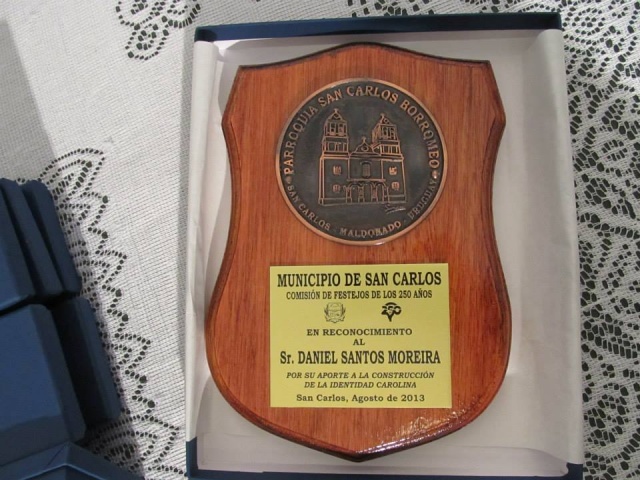 PARROQUIA SAN CARLOS BORROMEO
SAN CARLOS - MALDONADO - URUGUAY
MUNICIPIO DE SAN CARLOS
COMISIÓN DE FESTEJOS DE LOS 250 AÑOS
EN RECONOCIMIENTO
AL
Sr. DANIEL SANTOS MOREIRA
POR SU APORTE A LA CONSTRUCCIÓN
DE LA IDENTIDAD CAROLINA
San Carlos, Agosto de 2013